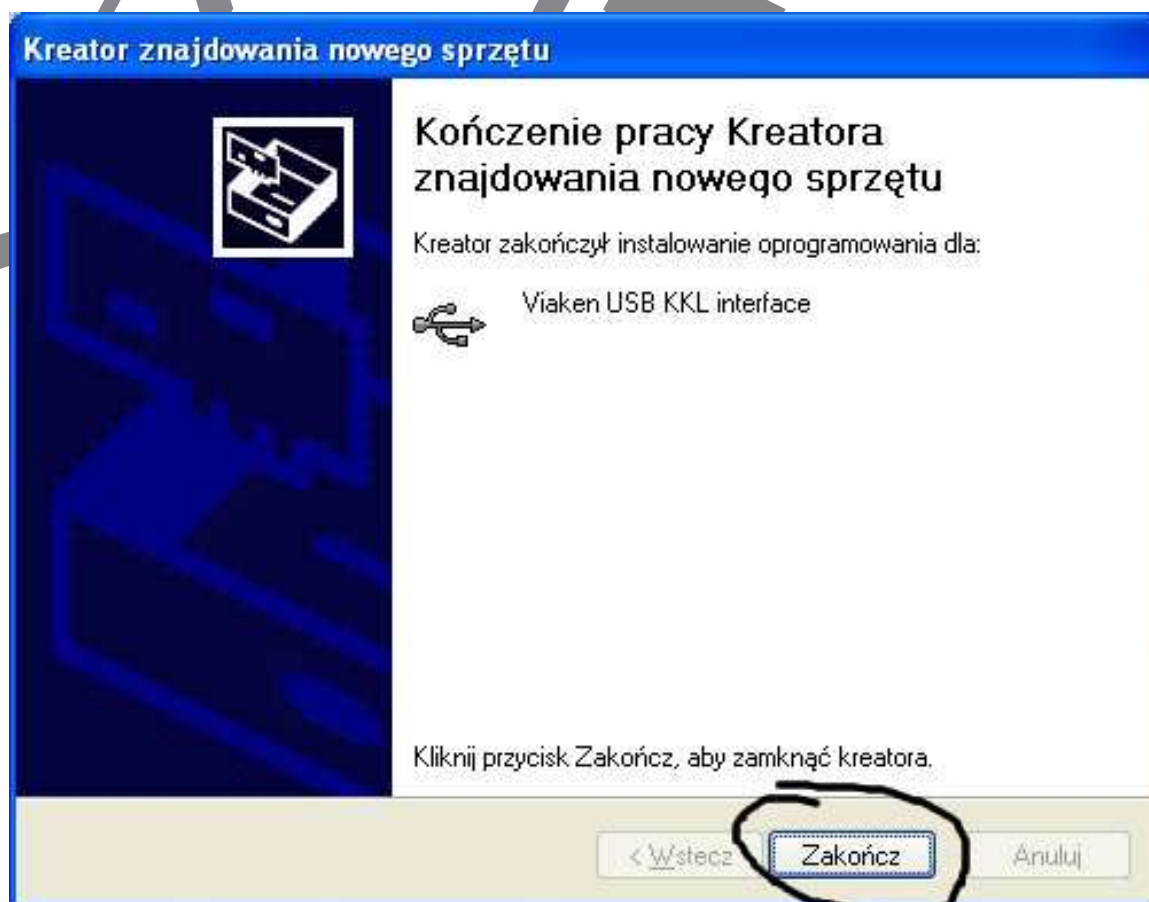 Kreator znajdowania nowego sprzętu
Kończenie pracy Kreatora
znajdowania nowego sprzętu
Kreator zakończył instalowanie oprogramowania dla:
Viaken USB KKL interface
Kliknij przycisk Zakończ, aby zamknąć kreatora.
< Wstecz Zakończ Anuluj